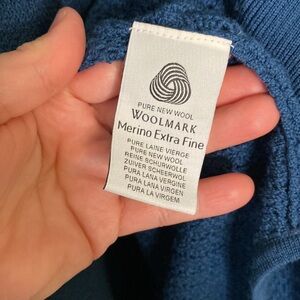 PURE NEW WOOL
WOOLMARK
Merino Extra Fine
PURE LAINE VIERGE
PURE NEW WOOL
REINE SCHURWOLLE
ZUIVER SCHEERWOL
PURA LANA VERGINE
PURA LANA VIRGEN
PURA LA VIRGEM